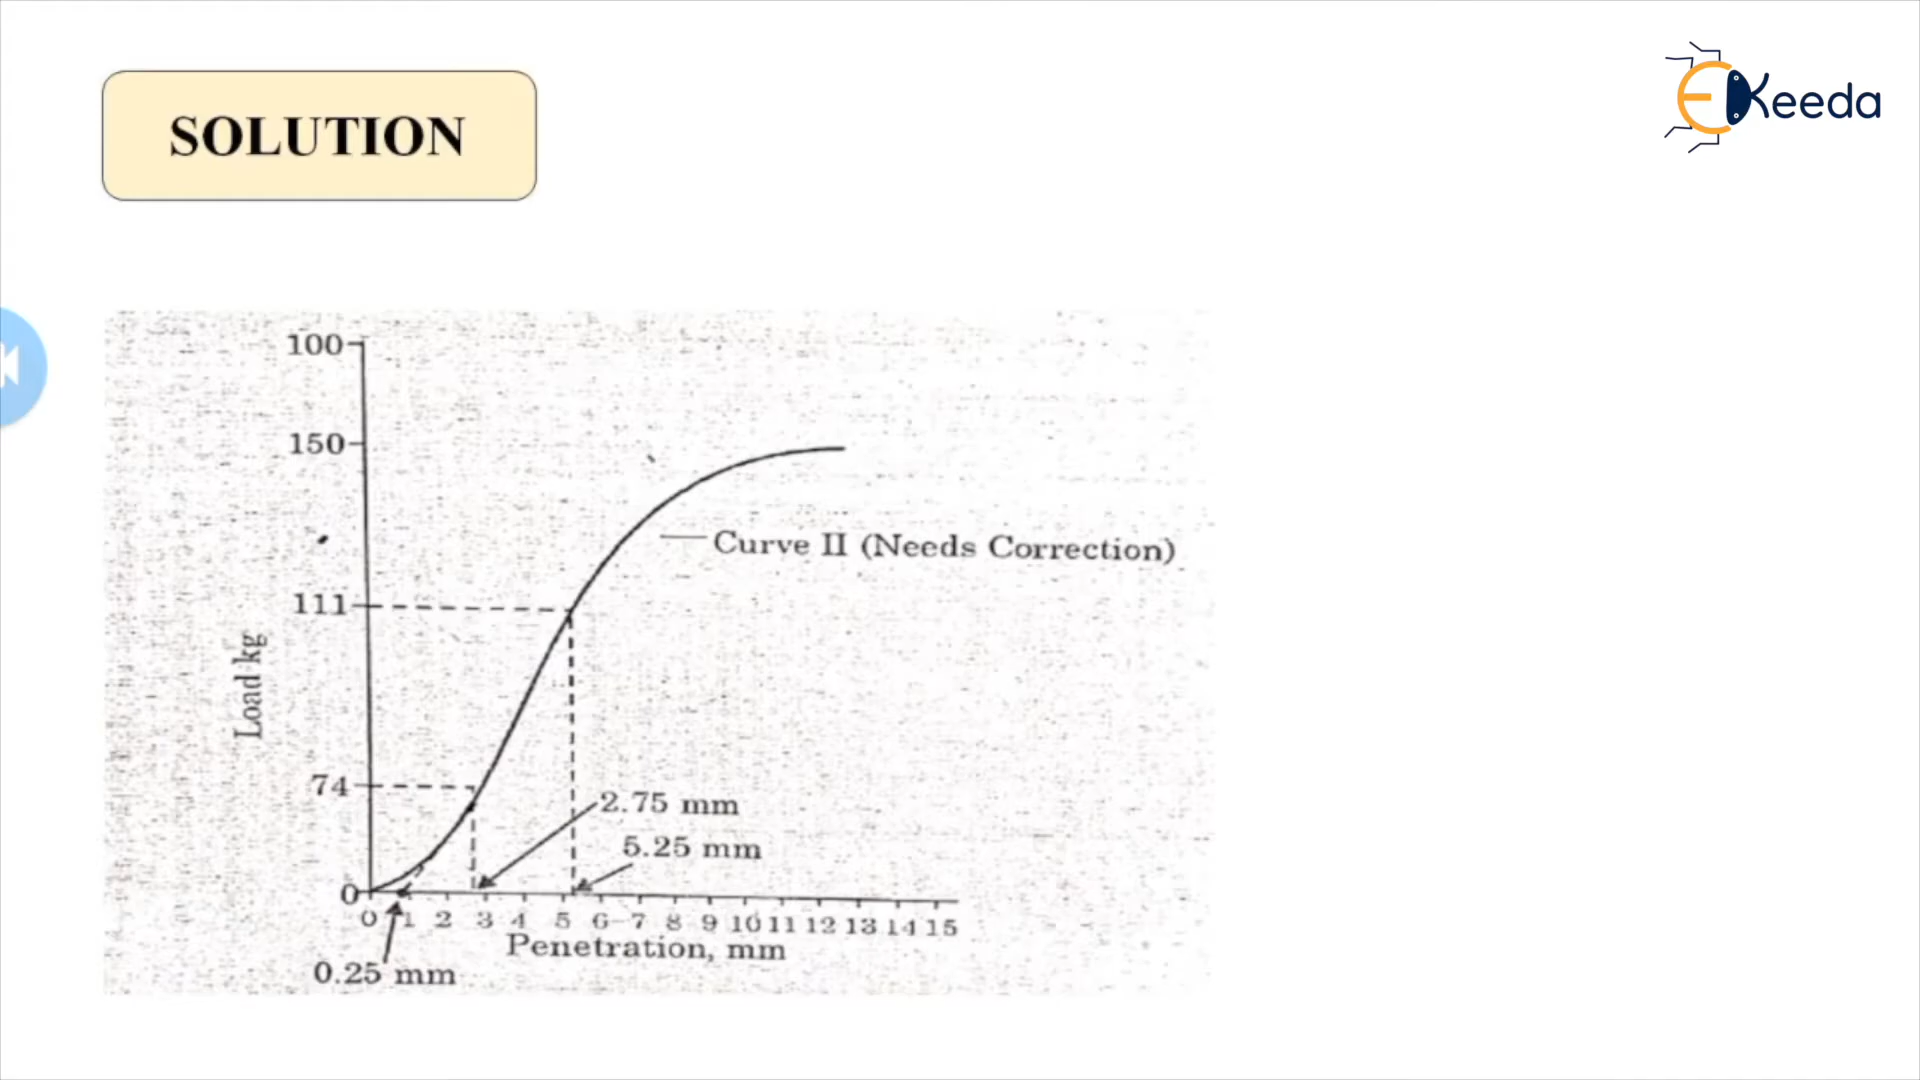 SOLUTION
EKeeda
100
150
Curve II (Needs Correction)
111
Load kg
74
2.75 mm
5.25 mm
0
0 1 2 3 4 5 6 7 8 9 10 11 12 13 14 15
Penetration, mm
0.25 mm